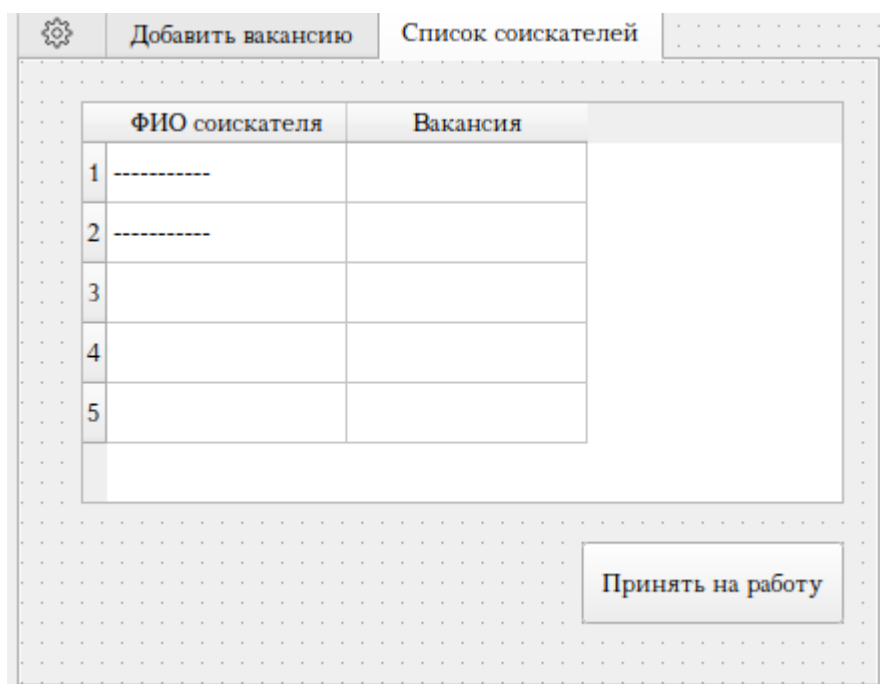 Добавить вакансию Список соискателей
ФИО соискателя Вакансия
1 -----------
2 -----------
3
4
5
Принять на работу